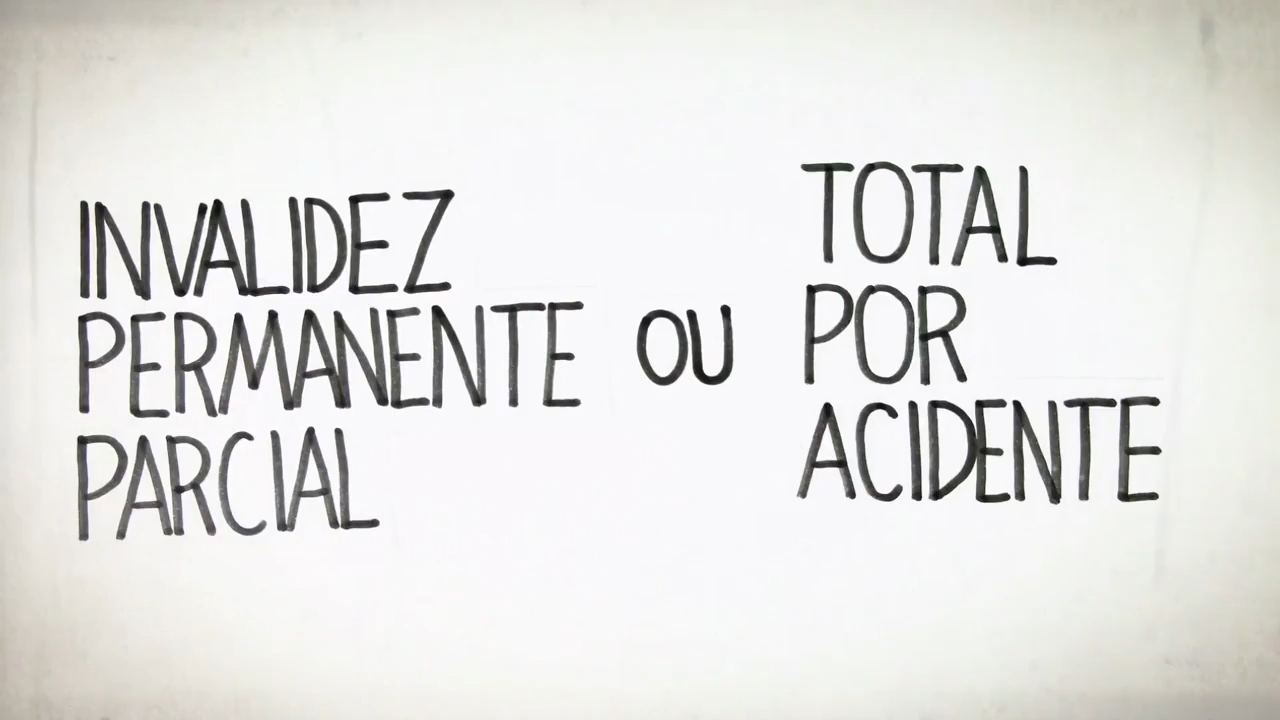 INVALIDEZ
PERMANENTE
PARCIAL
OU
TOTAL
POR
ACIDENTE